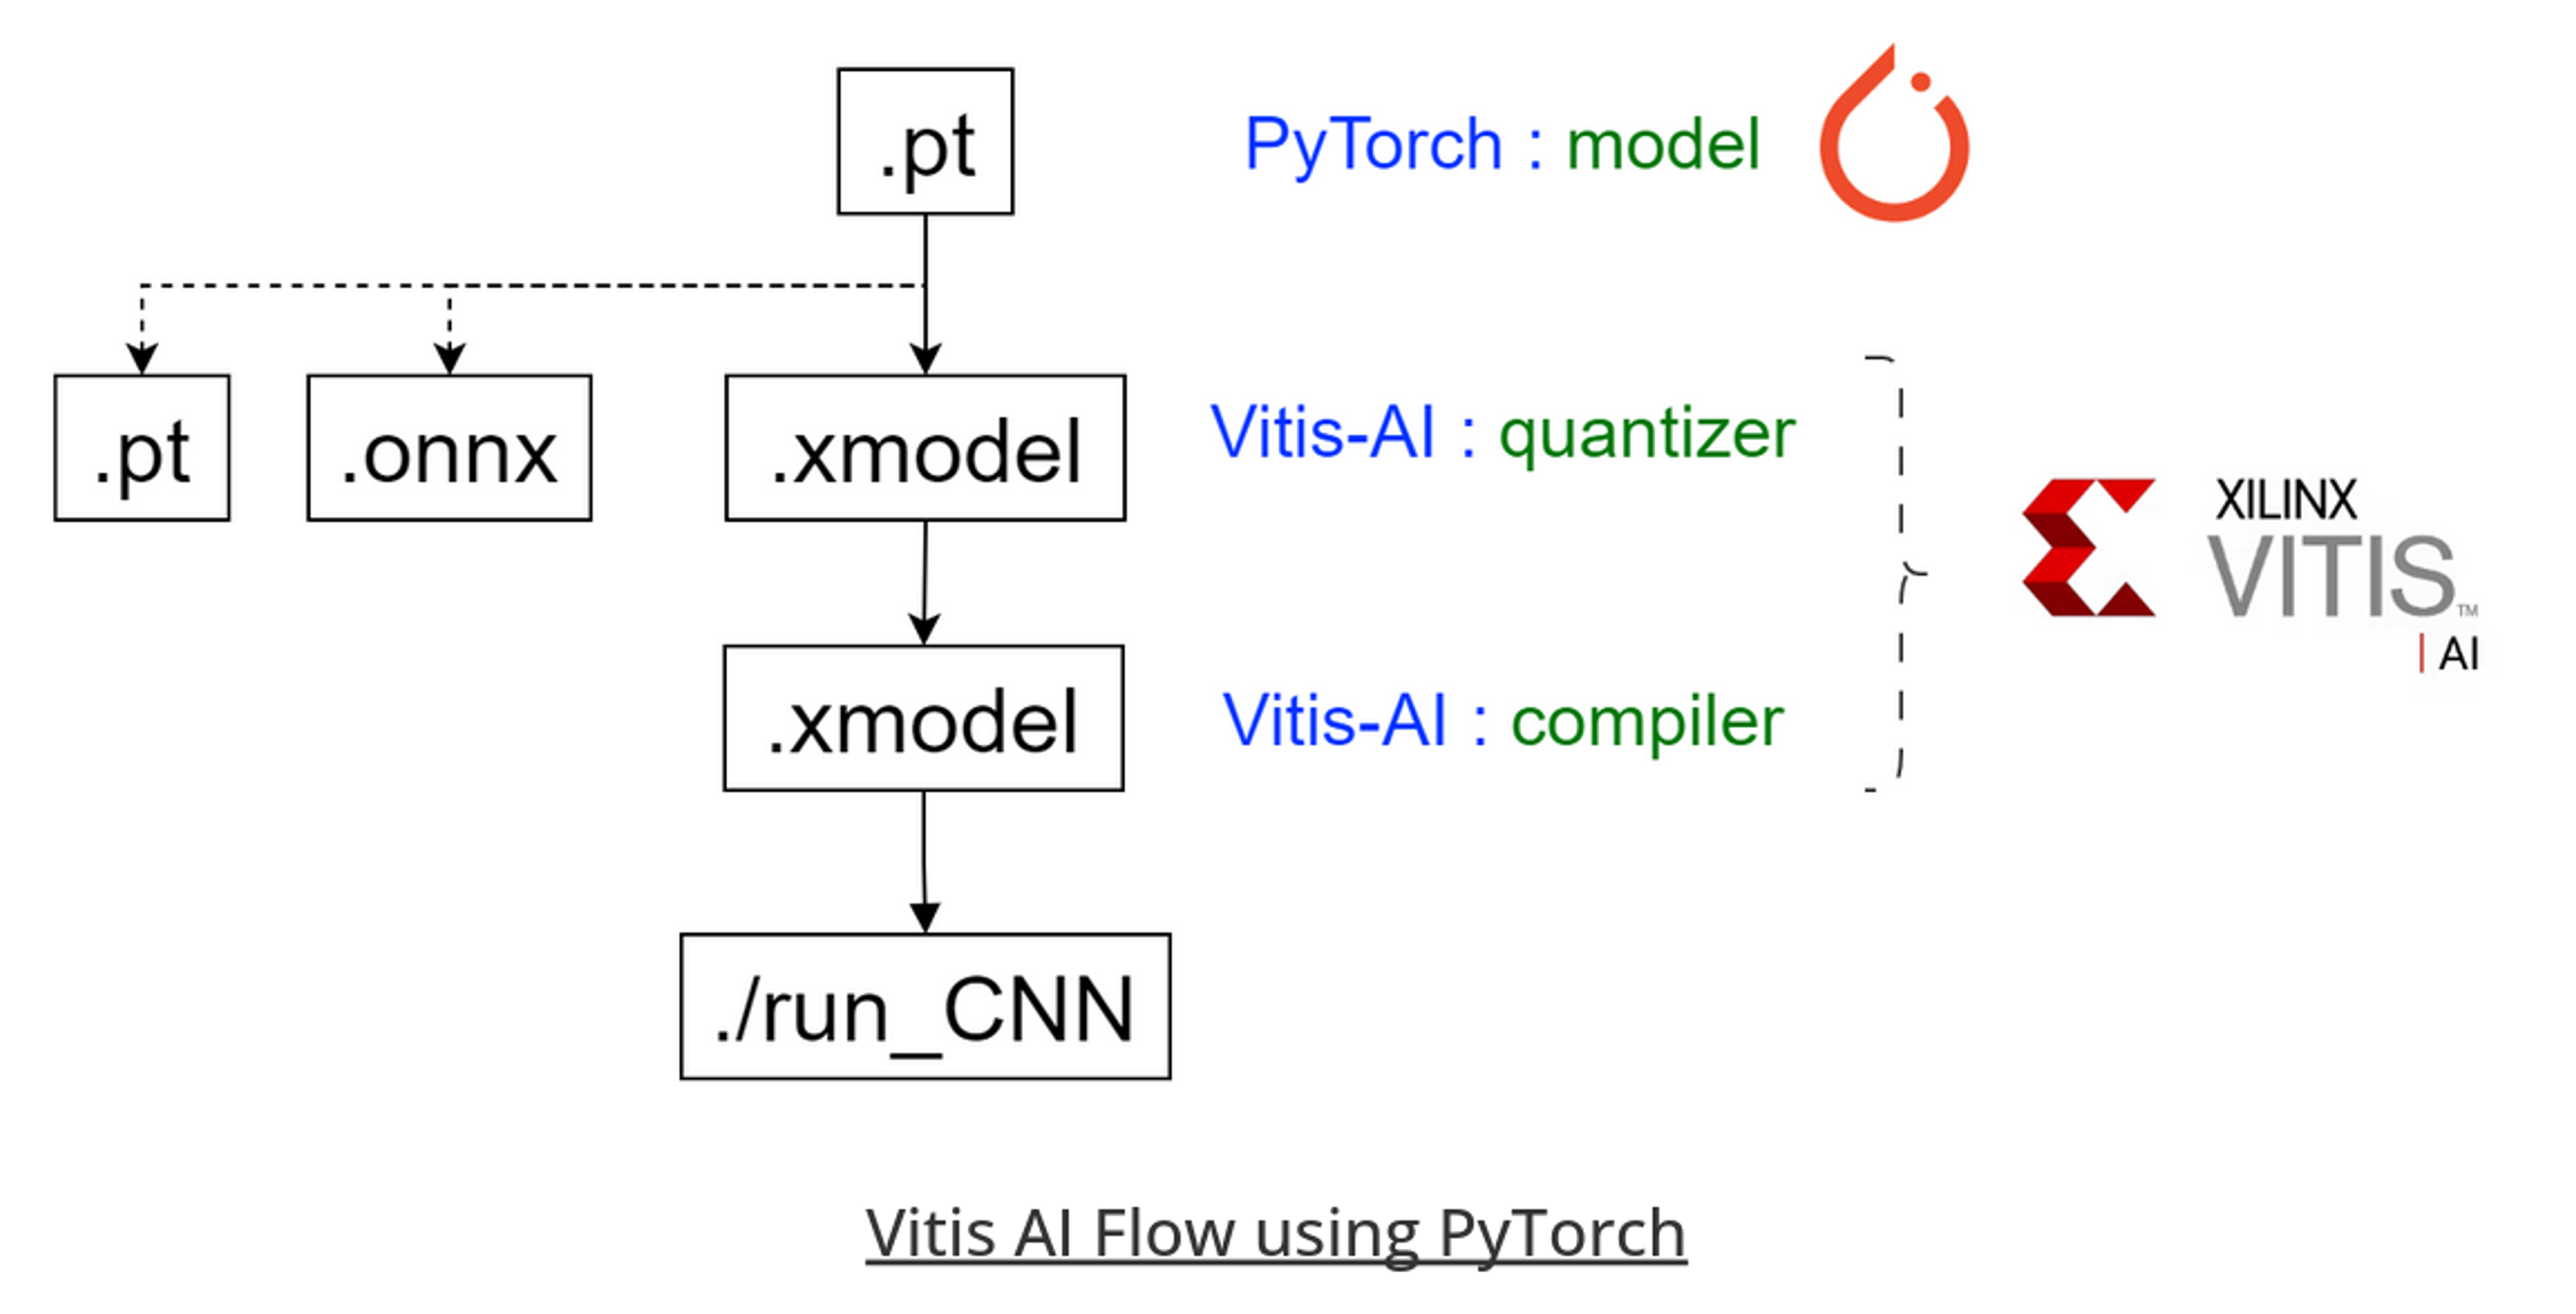 .pt
PyTorch : model
.pt
.onnx
.xmodel
Vitis-AI : quantizer
XILINX
VITIS™
| AI
.xmodel
Vitis-AI : compiler
./run_CNN
Vitis AI Flow using PyTorch